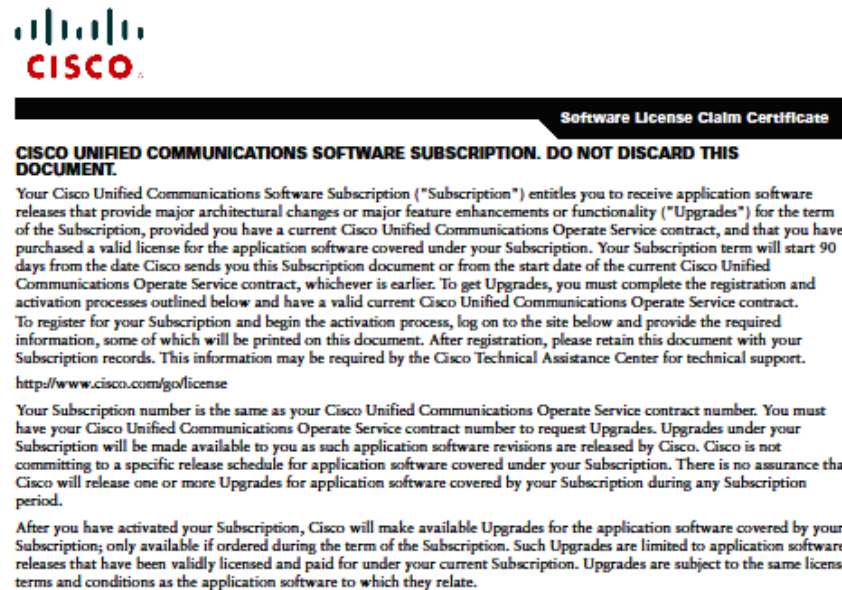 CISCO
Software License Claim Certificate
CISCO UNIFIED COMMUNICATIONS SOFTWARE SUBSCRIPTION. DO NOT DISCARD THIS
DOCUMENT.
Your Cisco Unified Communications Software Subscription ("Subscription") entitles you to receive application software
releases that provide major architectural changes or major feature enhancements or functionality ("Upgrades") for the term
of the Subscription, provided you have a current Cisco Unified Communications Operate Service contract, and that you have
purchased a valid license for the application software covered under your Subscription. Your Subscription term will start 90
days from the date Cisco sends you this Subscription document or from the start date of the current Cisco Unified
Communications Operate Service contract, whichever is earlier. To get Upgrades, you must complete the registration and
activation processes outlined below and have a valid current Cisco Unified Communications Operate Service contract.
To register for your Subscription and begin the activation process, log on to the site below and provide the required
information, some of which will be printed on this document. After registration, please retain this document with your
Subscription records. This information may be required by the Cisco Technical Assistance Center for technical support.
http://www.cisco.com/go/license
Your Subscription number is the same as your Cisco Unified Communications Operate Service contract number. You must
have your Cisco Unified Communications Operate Service contract number to request Upgrades. Upgrades under your
Subscription will be made available to you as such application software revisions are released by Cisco. Cisco is not
committing to a specific release schedule for application software covered under your Subscription. There is no assurance tha
Cisco will release one or more Upgrades for application software covered by your Subscription during any Subscription
period.
After you have activated your Subscription, Cisco will make available Upgrades for the application software covered by your
Subscription; only available if ordered during the term of the Subscription. Such Upgrades are limited to application software
releases that have been validly licensed and paid for under your current Subscription. Upgrades are subject to the same licens
terms and conditions as the application software to which they relate.